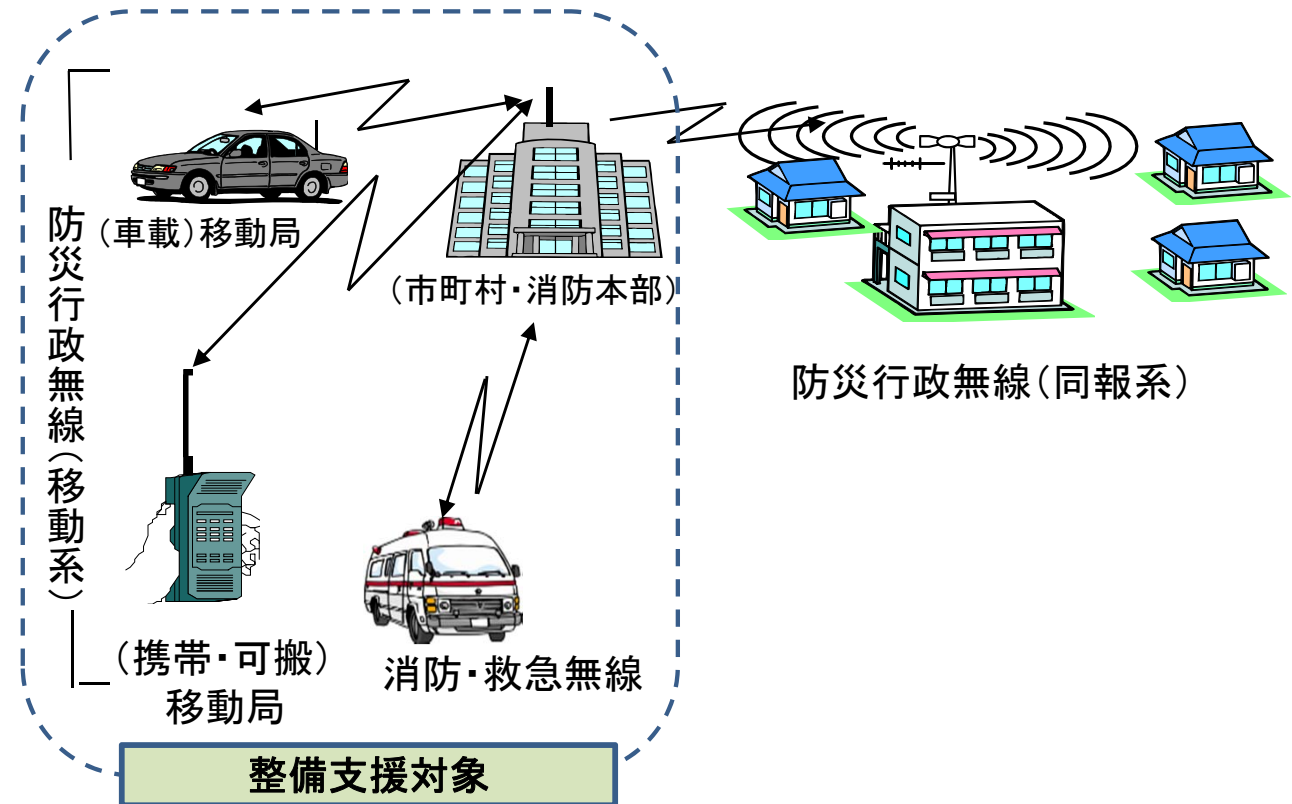 防災行政無線（移動系）
（車載）移動局
（市町村・消防本部）
防災行政無線（同報系）
（携帯・可搬）
移動局
消防・救急無線
整備支援対象